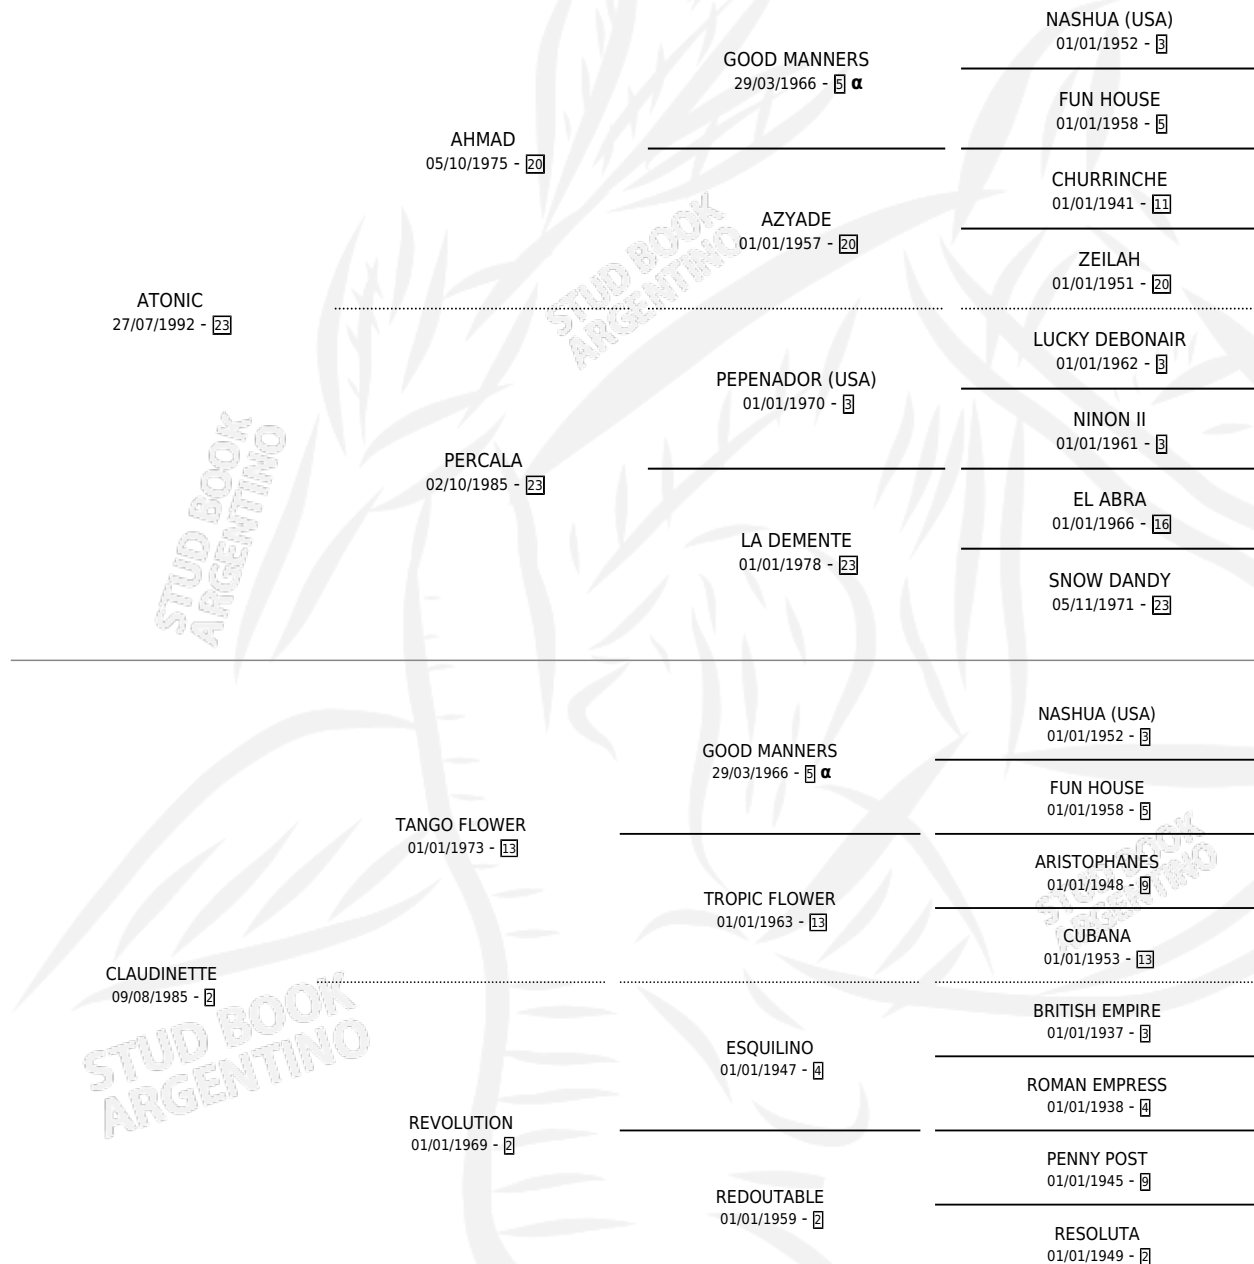 NASHUA (USA)
01/01/1952 - 3
GOOD MANNERS
29/03/1966 - 5 α
FUN HOUSE
01/01/1958 - 5
AHMAD
05/10/1975 - 20
CHURRINCHE
01/01/1941 - 11
AZYADE
01/01/1957 - 20
ZEILAH
01/01/1951 - 20
ATONIC
27/07/1992 - 23
LUCKY DEBONAIR
01/01/1962 - 3
PEPENADOR (USA)
01/01/1970 - 3
NINON II
01/01/1961 - 3
PERCALA
02/10/1985 - 23
EL ABRA
01/01/1966 - 16
LA DEMENTE
01/01/1978 - 23
SNOW DANDY
05/11/1971 - 23
STUD BOOK
ARGENTINO
STUD BOOK
ARGENTINO
NASHUA (USA)
01/01/1952 - 3
GOOD MANNERS
29/03/1966 - 5 α
FUN HOUSE
01/01/1958 - 5
TANGO FLOWER
01/01/1973 - 13
ARISTOPHANES
01/01/1948 - 9
TROPIC FLOWER
01/01/1963 - 13
CUBANA
01/01/1953 - 13
CLAUDINETTE
09/08/1985 - 2
BRITISH EMPIRE
01/01/1937 - 3
ESQUILINO
01/01/1947 - 4
ROMAN EMPRESS
01/01/1938 - 4
REVOLUTION
01/01/1969 - 2
PENNY POST
01/01/1945 - 9
REDOUTABLE
01/01/1959 - 2
RESOLUTA
01/01/1949 - 2
STUD BOOK
ARGENTINO
STUD BOOK
ARGENTINO